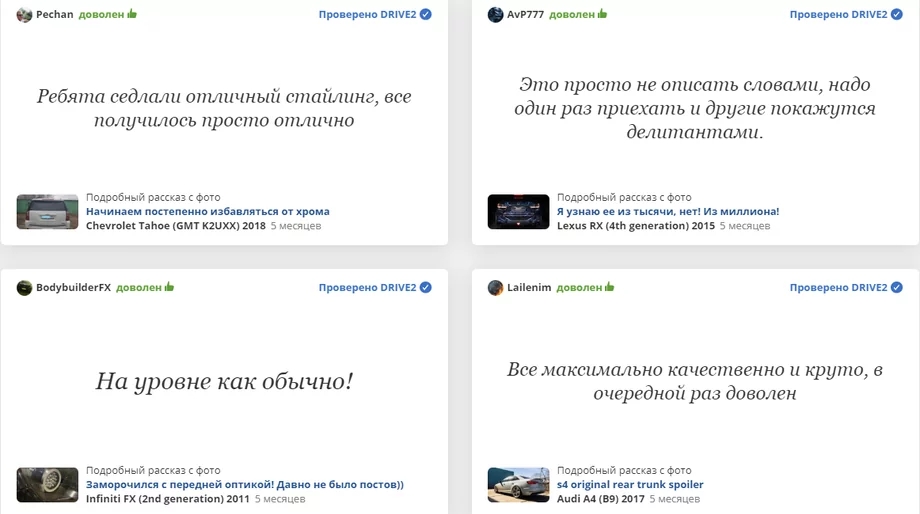 Pechan доволен
Проверено DRIVE2
Ребята седлали отличный стайлинг, все
получилось просто отлично
Подробный рассказ с фото
Начинаем постепенно избавляться от хрома
Chevrolet Tahoe (GMT K2UXX) 2018 5 месяцев
AvP777 доволен
Проверено DRIVE2
Это просто не описать словами, надо
один раз приехать и другие покажутся
делитантами.
Подробный рассказ с фото
Я узнаю ее из тысячи, нет! Из миллиона!
Lexus RX (4th generation) 2015 5 месяцев
BodybuilderFX доволен
Проверено DRIVE2
На уровне как обычно!
Подробный рассказ с фото
Заморочился с передней оптикой! Давно не было постов))
Infiniti FX (2nd generation) 2011 5 месяцев
Lailenim доволен
Проверено DRIVE2
Все максимально качественно и круто, в
очередной раз доволен
Подробный рассказ с фото
s4 original rear trunk spoiler
Audi A4 (B9) 2017 5 месяцев